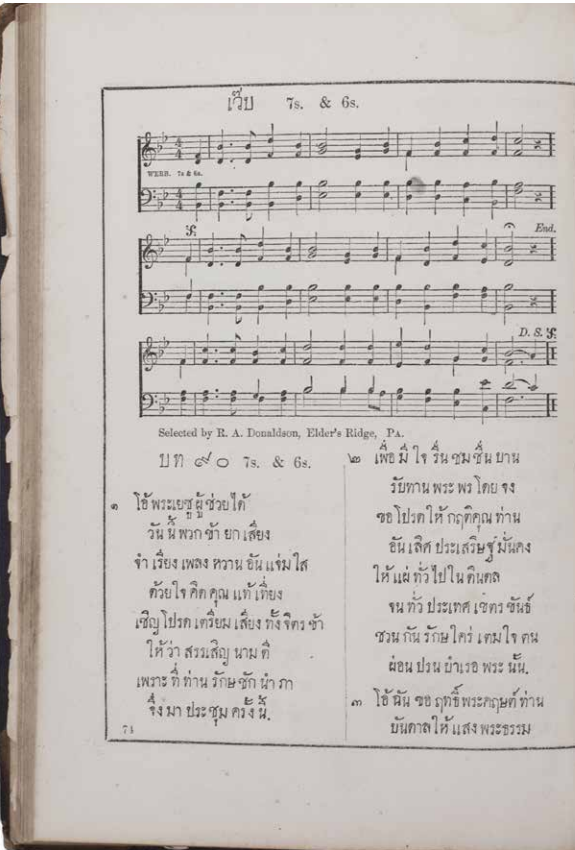 เว็บ 7s. & 6s.
WEBB. 7s & 6s.
End.
D. S.
Selected by R. A. Donaldson, Elder's Ridge, PA.
บท ๙๐ 7s. & 6s.
๑ โอ้พระเยซูผู้ช่วยได้
วัน นี้ พวก ข้า ยก เสียง
จำ เรียง เพลง หวาน อัน แจ่ม ใส
ด้วยใจ คิด คุณ แท้ เที่ยง
เชิญ โปรด เตรียม เสียง ทั้ง จิตร ข้า
ให้ ว่า สรรเสิญ นาม ดี
เพราะ ที่ ท่าน รักษ ชัก นำ ภา
จึ่ง มา ประชุม ครั้ง นี้.
๒ เพื่อ มี ใจ รื่น ชม ชื่น บาน
รับทาน พระ พร โดย จง
ขอ โปรด ให้ กฤติคุณ ท่าน
อัน เลิศ ประเสริฐ มั่นคง
ให้ แผ่ ทั่ว ไป ใน ดินดล
จน ทั่ว ประเทศ เขตร ขันธ์
ชวน กัน รักษ ใคร่ เตม ใจ ตน
ผ่อน ปรน บำเรอ พระ นั้น.
๓ โอ้ ฉัน ขอ ฤทธิ์ พระคฤษต์ ท่าน
บันดาล ให้ แสง พระธรรม
74